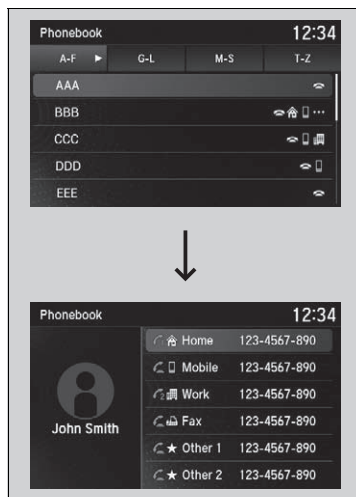 Phonebook 12:34
A-F G-L M-S T-Z
AAA
BBB
CCC
DDD
EEE
Phonebook 12:34
Home 123-4567-890
Mobile 123-4567-890
Work 123-4567-890
Fax 123-4567-890
John Smith
Other 1 123-4567-890
Other 2 123-4567-890